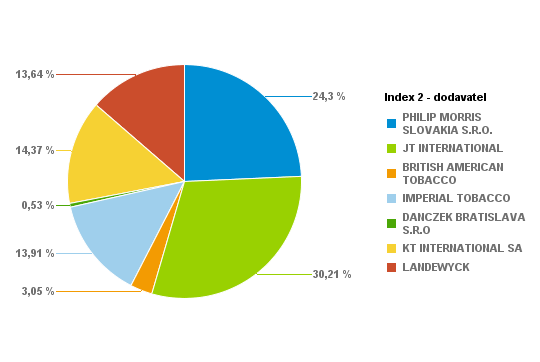 13,64 %
24,3 %
14,37 %
0,53 %
13,91 %
3,05 %
30,21 %
Index 2 - dodavatel
PHILIP MORRIS
SLOVAKIA S.R.O.
JT INTERNATIONAL
BRITISH AMERICAN
TOBACCO
IMPERIAL TOBACCO
DANCZEK BRATISLAVA
S.R.O
KT INTERNATIONAL SA
LANDEWYCK